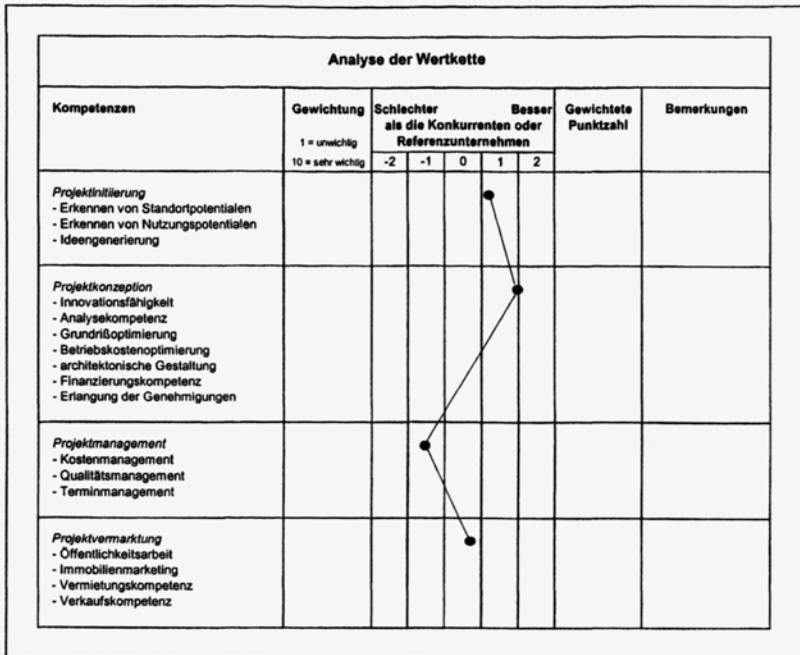 Analyse der Wertkette
Kompetenzen
Gewichtung
1 = unwichtig
10 = sehr wichtig
Schlechter Besser
als die Konkurrenten oder
Referenzunternehmen
-2 -1 0 1 2
Gewichtete
Punktzahl
Bemerkungen
Projektinitiierung
- Erkennen von Standortpotentialen
- Erkennen von Nutzungspotentialen
- Ideengenerierung
Projektkonzeption
- Innovationsfähigkeit
- Analysekompetenz
- Grundrißoptimierung
- Betriebskostenoptimierung
- architektonische Gestaltung
- Finanzierungskompetenz
- Erlangung der Genehmigungen
Projektmanagement
- Kostenmanagement
- Qualitätsmanagement
- Terminmanagement
Projektvermarktung
- Öffentlichkeitsarbeit
- Immobilienmarketing
- Vermietungskompetenz
- Verkaufskompetenz